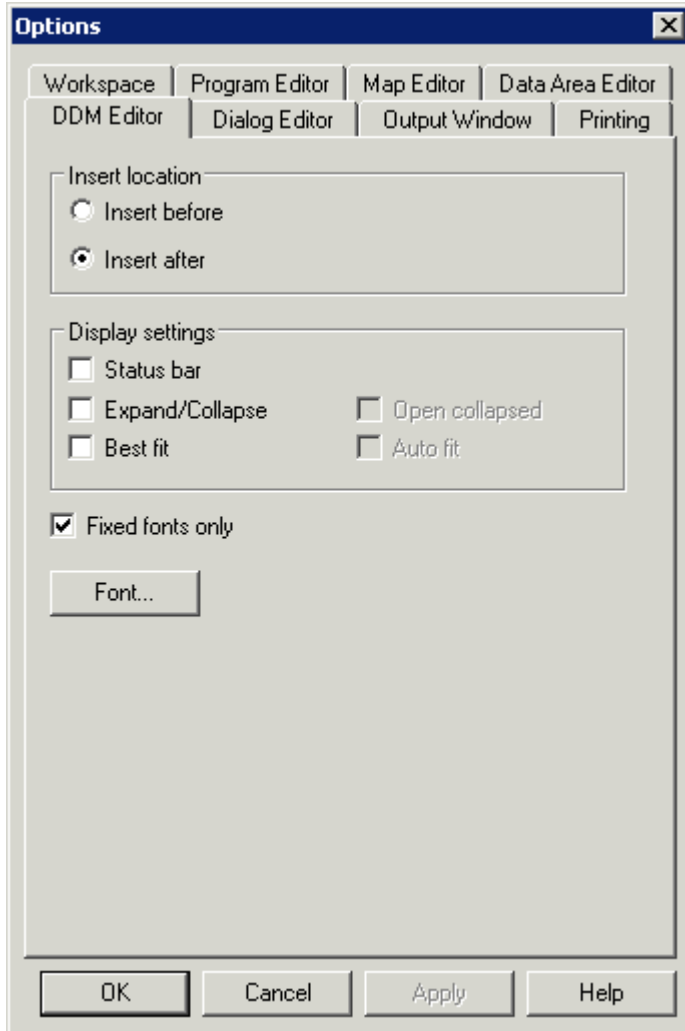 Options
Workspace Program Editor Map Editor Data Area Editor
DDM Editor Dialog Editor Output Window Printing
Insert location
Insert before
Insert after
Display settings
Status bar
Expand/Collapse Open collapsed
Best fit Auto fit
Fixed fonts only
Font...
OK Cancel Apply Help